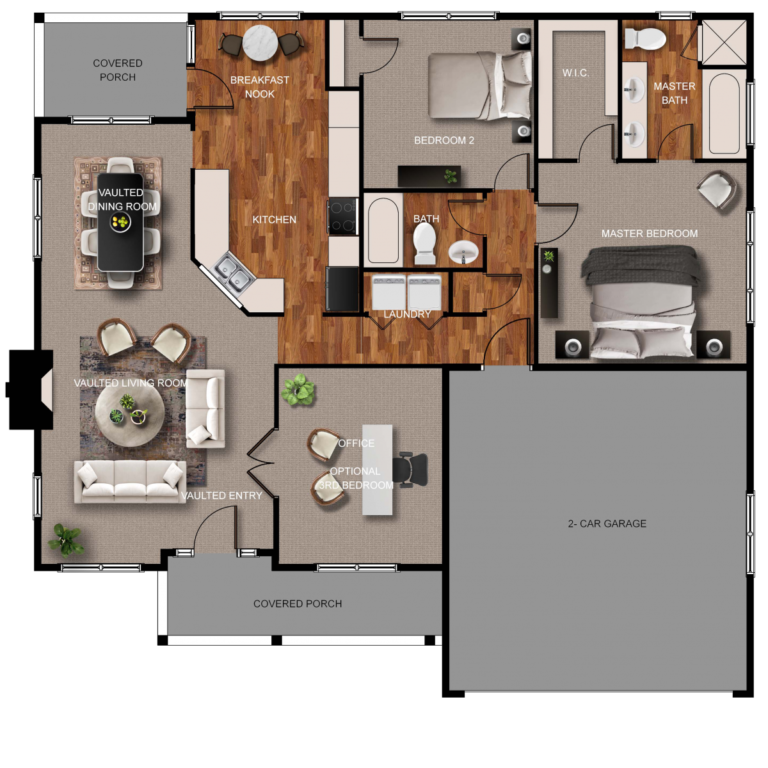 COVERED
PORCH
BREAKFAST
NOOK
W.I.C.
MASTER
BATH
BEDROOM 2
VAULTED
DINING ROOM
KITCHEN
BATH
MASTER BEDROOM
LAUNDRY
VAULTED LIVING ROOM
OFFICE
OPTIONAL
3RD BEDROOM
VAULTED ENTRY
2- CAR GARAGE
COVERED PORCH